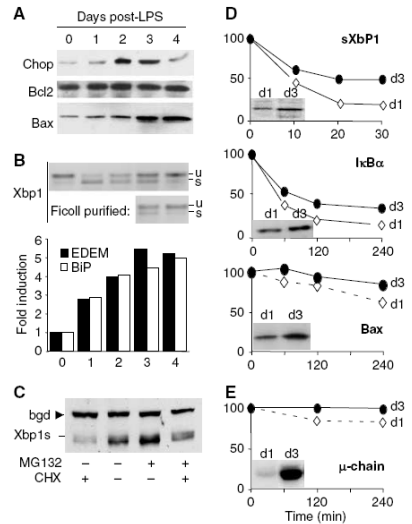 A
Days post-LPS
0 1 2 3 4
Chop
Bcl2
Bax
B
Xbp1
u
s
Ficoll purified:
u
s
Fold induction
6
5
4
3
2
1
0
EDEM
BiP
0 1 2 3 4
C
bgd
Xbp1s
MG132 – – + +
CHX + – – +
D
sXbP1
100
50
0
d3
d1
d1 d3
0 10 20 30
IκBα
100
50
0
d3
d1
d1 d3
0 120 240
100
50
0
d3
d1
Bax
d1 d3
0 120 240
E
100
50
0
d3
d1
μ-chain
d1 d3
0 120 240
Time (min)